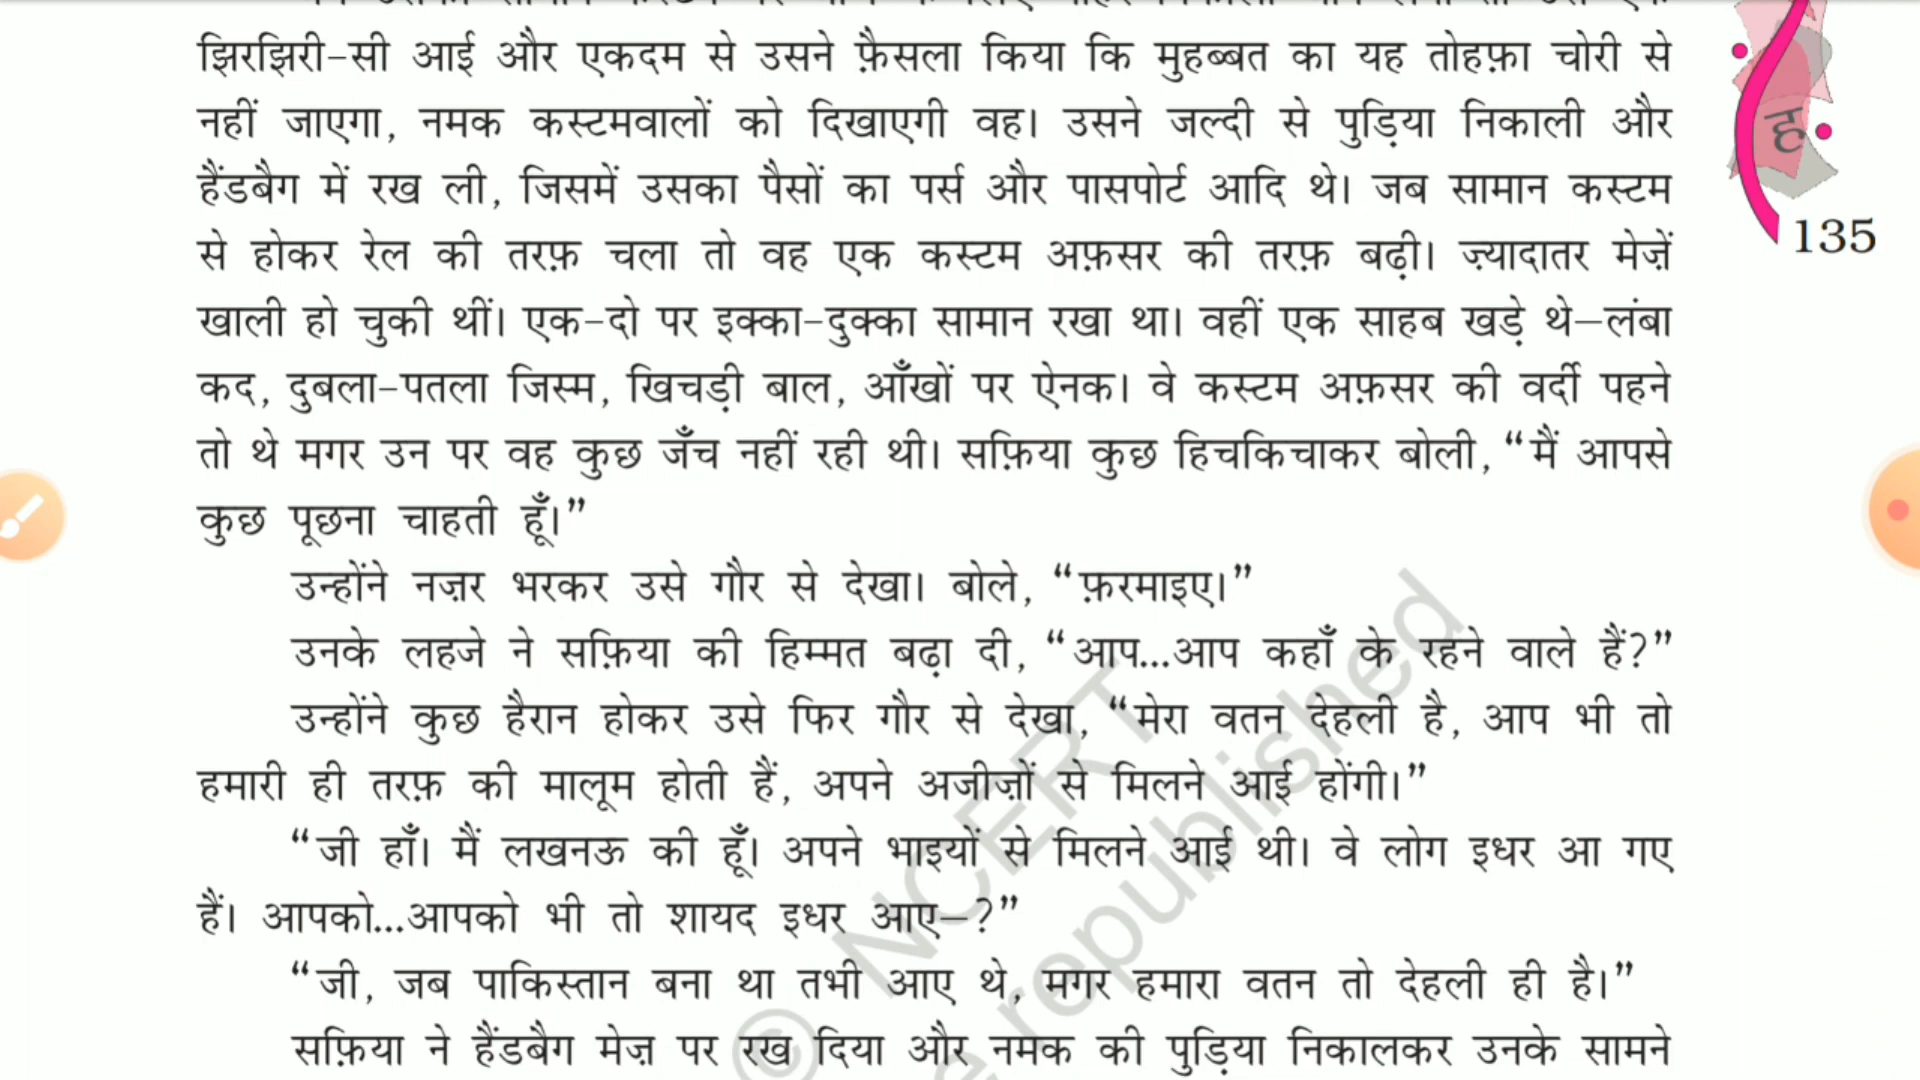 झिरझिरी-सी आई और एकदम से उसने फ़ैसला किया कि मुहब्बत का यह तोहफ़ा चोरी से
नहीं जाएगा, नमक कस्टमवालों को दिखाएगी वह। उसने जल्दी से पुड़िया निकाली और
हैंडबैग में रख ली, जिसमें उसका पैसों का पर्स और पासपोर्ट आदि थे। जब सामान कस्टम
से होकर रेल की तरफ़ चला तो वह एक कस्टम अफ़सर की तरफ़ बढ़ी। ज़्यादातर मेज़ें
खाली हो चुकी थीं। एक-दो पर इक्का-दुक्का सामान रखा था। वहीं एक साहब खड़े थे—लंबा
कद, दुबला-पतला जिस्म, खिचड़ी बाल, आँखों पर ऐनक। वे कस्टम अफ़सर की वर्दी पहने
तो थे मगर उन पर वह कुछ जँच नहीं रही थी। सफ़िया कुछ हिचकिचाकर बोली, “मैं आपसे
कुछ पूछना चाहती हूँ।”
उन्होंने नज़र भरकर उसे गौर से देखा। बोले, “फ़रमाइए।”
उनके लहजे ने सफ़िया की हिम्मत बढ़ा दी, “आप...आप कहाँ के रहने वाले हैं?”
उन्होंने कुछ हैरान होकर उसे फिर गौर से देखा, “मेरा वतन देहली है, आप भी तो
हमारी ही तरफ़ की मालूम होती हैं, अपने अजीज़ों से मिलने आई होंगी।”
“जी हाँ। मैं लखनऊ की हूँ। अपने भाइयों से मिलने आई थी। वे लोग इधर आ गए
हैं। आपको...आपको भी तो शायद इधर आए—?”
“जी, जब पाकिस्तान बना था तभी आए थे, मगर हमारा वतन तो देहली ही है।”
सफ़िया ने हैंडबैग मेज़ पर रख दिया और नमक की पुड़िया निकालकर उनके सामने
ह
135
© NCERT
e republished